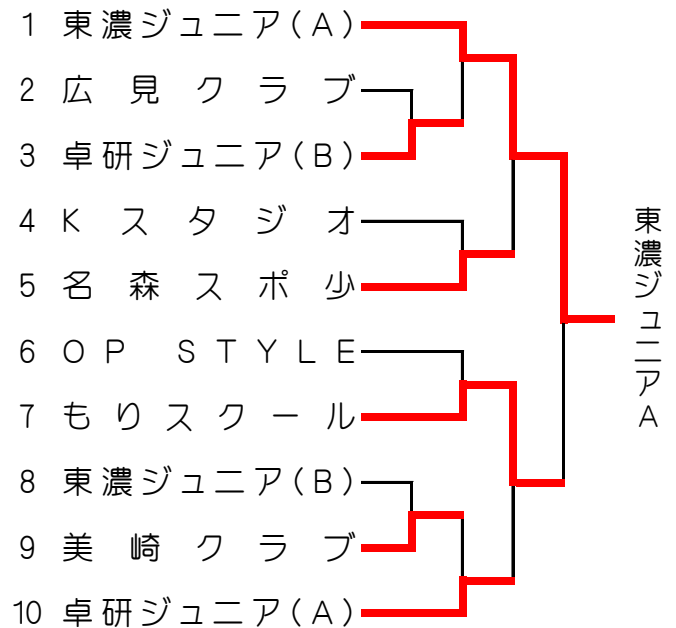 1 東濃ジュニア(A)
2 広見クラブ
3 卓研ジュニア(B)
4 Kスタジオ
5 名森スポ少
6 OP STYLE
7 もりスクール
8 東濃ジュニア(B)
9 美崎クラブ
10 卓研ジュニア(A)
東濃ジュニアA